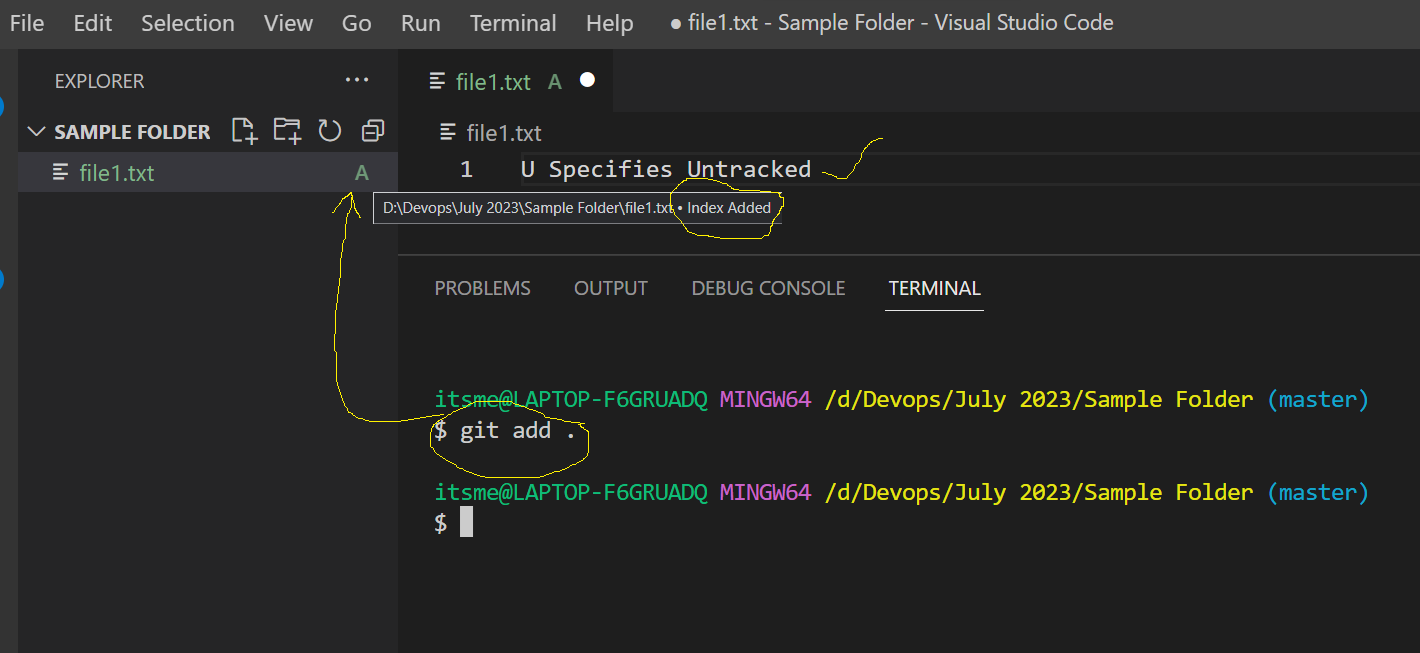 File Edit Selection View Go Run Terminal Help ● file1.txt - Sample Folder - Visual Studio Code
EXPLORER ···
SAMPLE FOLDER
file1.txt A
file1.txt A ●
file1.txt
1 U Specifies Untracked
D:\Devops\July 2023\Sample Folder\file1.txt • Index Added
PROBLEMS OUTPUT DEBUG CONSOLE TERMINAL
itsme@LAPTOP-F6GRUADQ MINGW64 /d/Devops/July 2023/Sample Folder (master)
$ git add .
itsme@LAPTOP-F6GRUADQ MINGW64 /d/Devops/July 2023/Sample Folder (master)
$